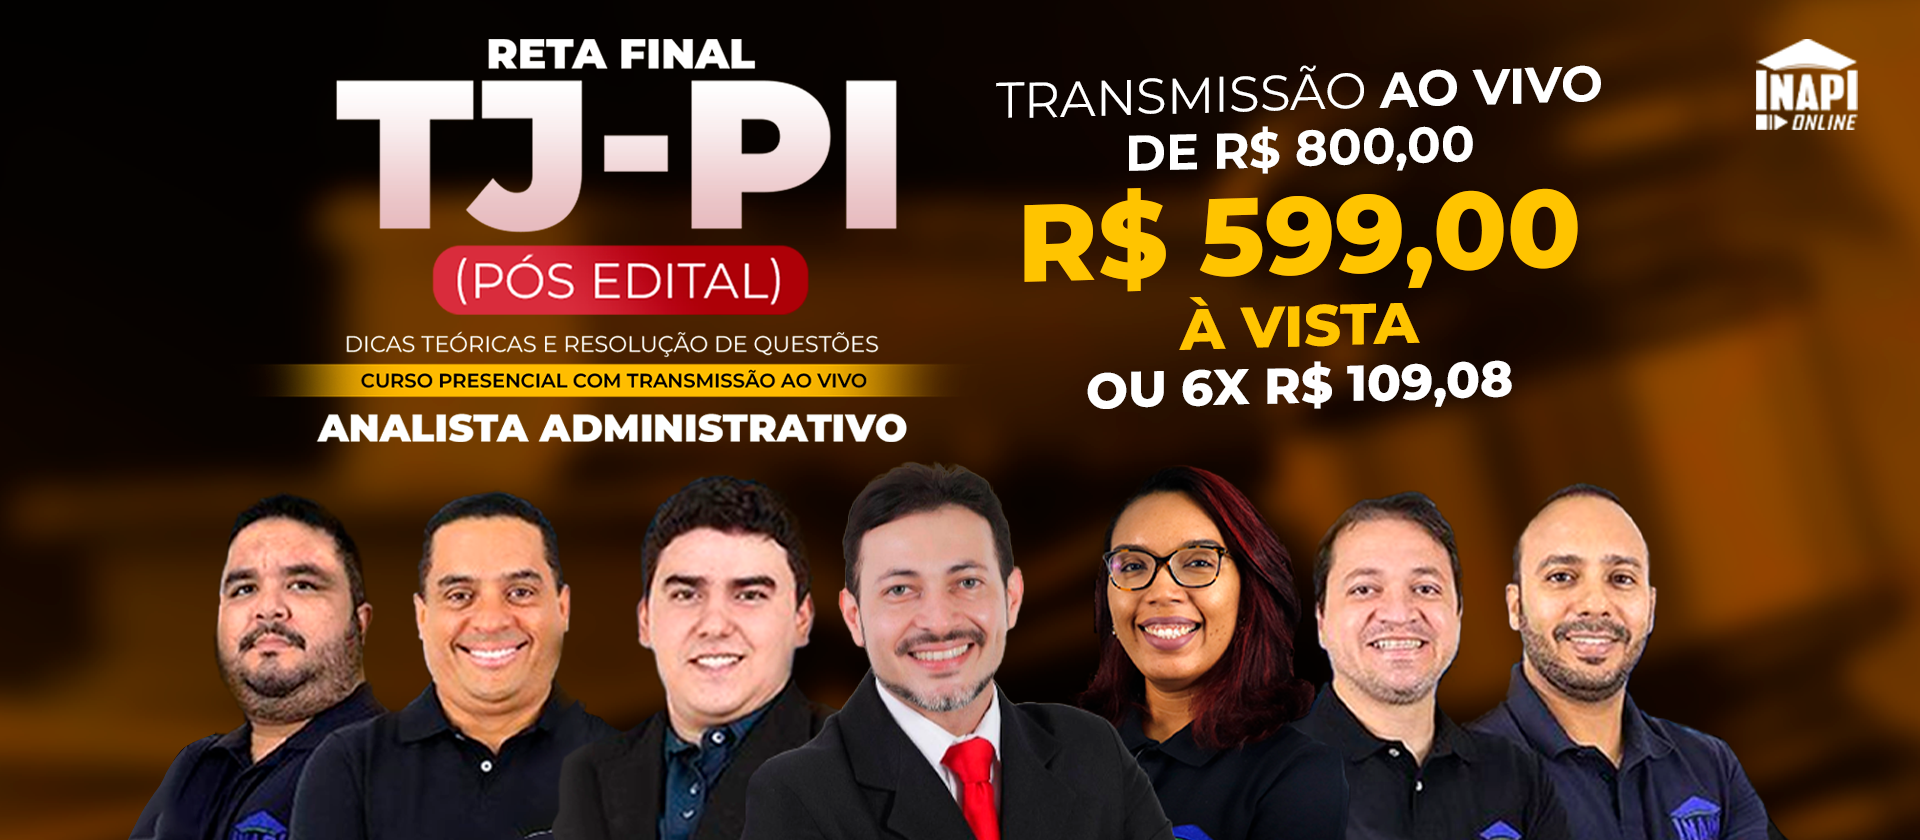 RETA FINAL
TJ-PI
(PÓS EDITAL)
DICAS TEÓRICAS E RESOLUÇÃO DE QUESTÕES
CURSO PRESENCIAL COM TRANSMISSÃO AO VIVO
ANALISTA ADMINISTRATIVO
TRANSMISSÃO AO VIVO
DE R$ 800,00
R$ 599,00
À VISTA
OU 6X R$ 109,08
INAPI
ONLINE